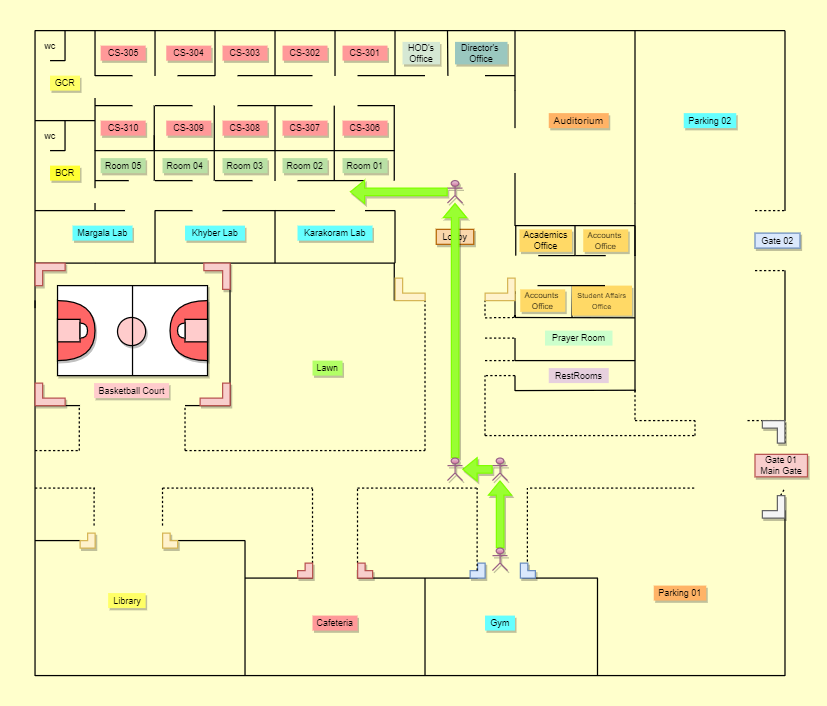 wc
CS-305
CS-304
CS-303
CS-302
CS-301
HOD's
Office
Director's
Office
GCR
wc
CS-310
CS-309
CS-308
CS-307
CS-306
Auditorium
Parking 02
BCR
Room 05
Room 04
Room 03
Room 02
Room 01
Margala Lab
Khyber Lab
Karakoram Lab
Lobby
Academics
Office
Accounts
Office
Gate 02
Accounts
Office
Student Affairs
Office
Prayer Room
Lawn
RestRooms
Basketball Court
Gate 01
Main Gate
Library
Cafeteria
Gym
Parking 01